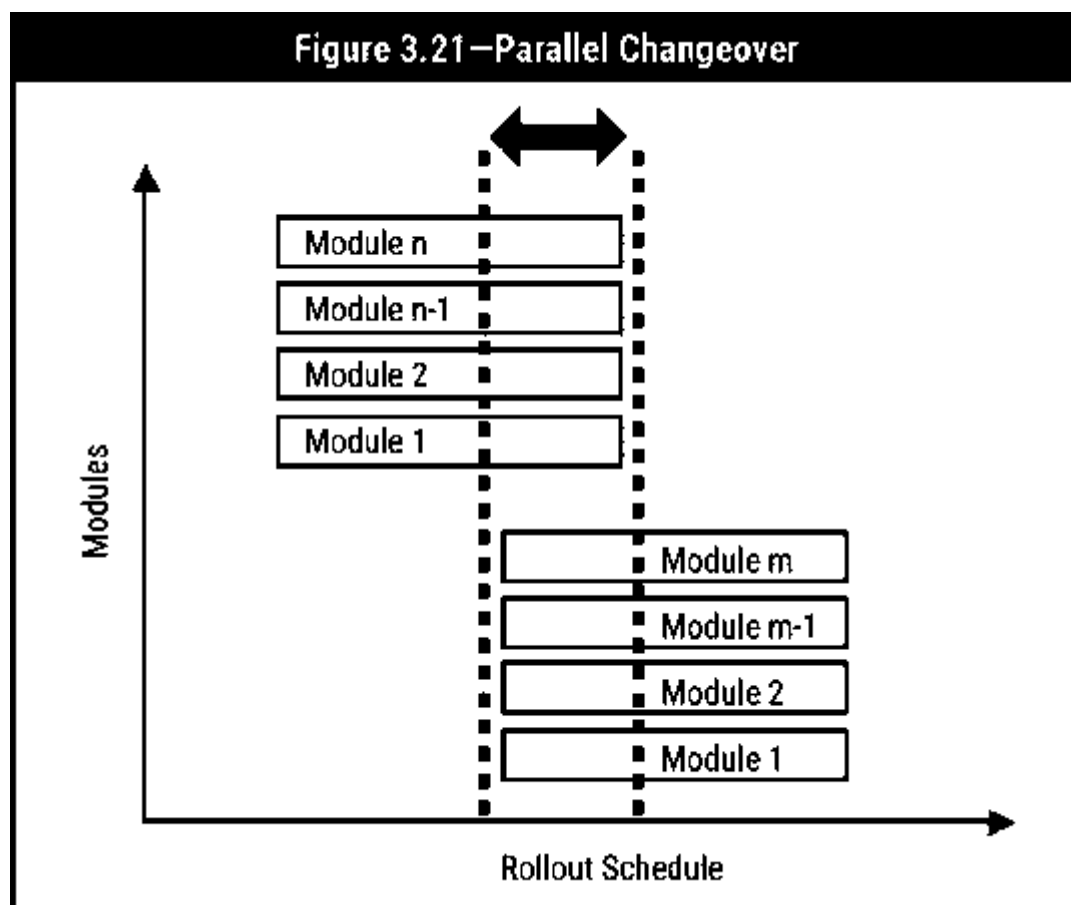 Figure 3.21—Parallel Changeover
Module n
Module n-1
Module 2
Module 1
Modules
Module m
Module m-1
Module 2
Module 1
Rollout Schedule